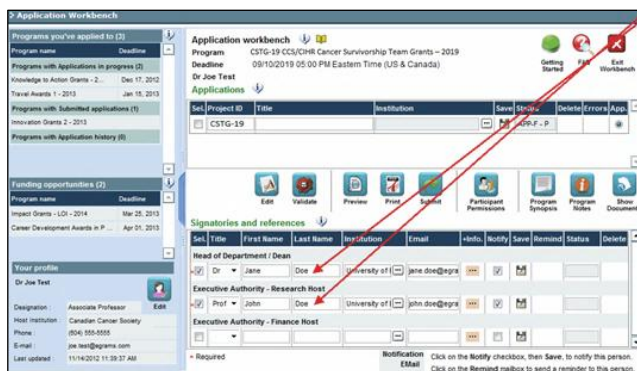 > Application Workbench
Programs you've applied to (3)
Program name Deadline
Programs with Applications in progress (2)
Knowledge to Action Grants - 2... Dec 17, 2012
Travel Awards 1 - 2013 Jan 15, 2013
Programs with Submitted applications (1)
Innovation Grants 2 - 2013
Programs with Application history (0)
Funding opportunities (2)
Program name Deadline
Impact Grants - LOI - 2014 Mar 25, 2013
Career Development Awards in P ... Apr 01, 2013
Your profile
Dr Joe Test
Edit
Designation : Associate Professor
Host institution : Canadian Cancer Society
Phone : (604) 555-5555
E-mail : joe.test@egrams.com
Last updated : 11/14/2012 11:39:37 AM
Application workbench
Program CSTG-19 CCS/CIHR Cancer Survivorship Team Grants – 2019
Deadline 09/10/2019 05:00 PM Eastern Time (US & Canada)
Dr Joe Test
Getting Started
FAQ
Exit Workbench
Applications
Sel. Project ID Title Institution Save Status Delete Errors App.
CSTG-19 APP-F - P
Edit Validate Preview Print Submit Participant Permissions Program Synopsis Program Notes Show Document
Signatories and references
Sel. Title First Name Last Name Institution Email +Info. Notify Save Remind Status Delete
Head of Department / Dean
Dr Jane Doe University of jane.doe@egra
Executive Authority - Research Host
Prof John Doe University of john.doe@egra
Executive Authority - Finance Host
* Required
Notification EMail
Click on the Notify checkbox, then Save, to notify this person.
Click on the Remind mailbox to send a reminder to this person.